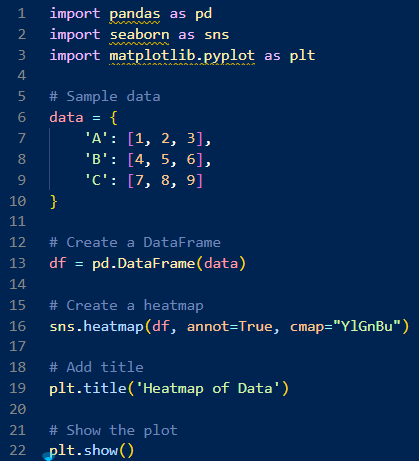 1 import pandas as pd
2 import seaborn as sns
3 import matplotlib.pyplot as plt
4
5 # Sample data
6 data = {
7     'A': [1, 2, 3],
8     'B': [4, 5, 6],
9     'C': [7, 8, 9]
10 }
11
12 # Create a DataFrame
13 df = pd.DataFrame(data)
14
15 # Create a heatmap
16 sns.heatmap(df, annot=True, cmap="YlGnBu")
17
18 # Add title
19 plt.title('Heatmap of Data')
20
21 # Show the plot
22 plt.show()